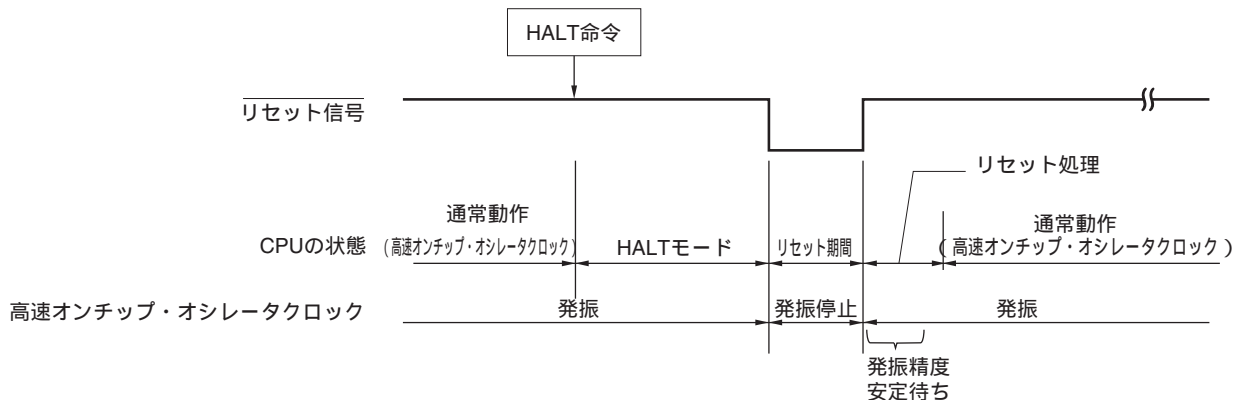 HALT命令
リセット信号
リセット処理
通常動作
(高速オンチップ・オシレータクロック)
通常動作
(高速オンチップ・オシレータクロック)
CPUの状態
HALTモード
リセット期間
高速オンチップ・オシレータクロック
発振
発振停止
発振
発振精度
安定待ち